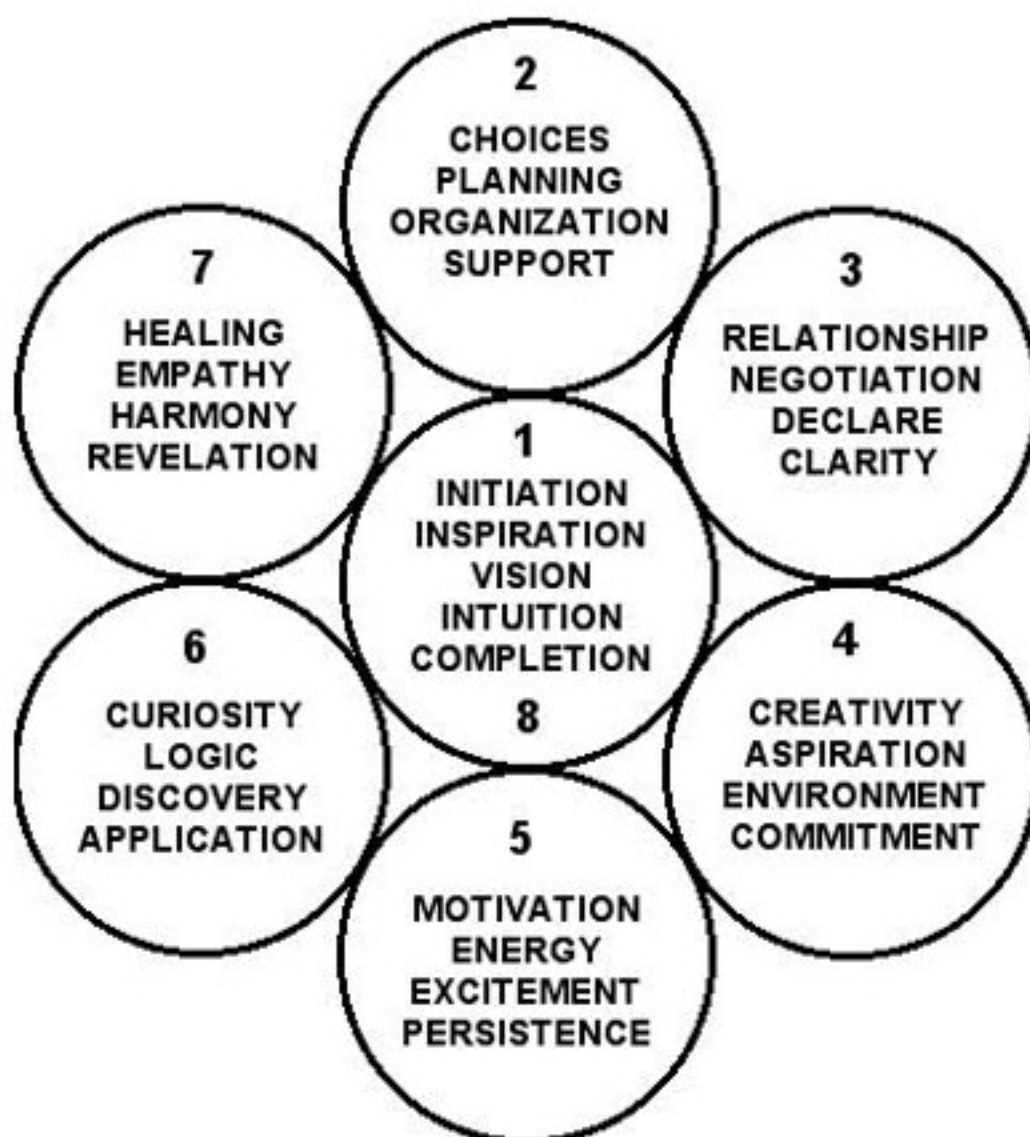 2
CHOICES
PLANNING
ORGANIZATION
SUPPORT
3
RELATIONSHIP
NEGOTIATION
DECLARE
CLARITY
7
HEALING
EMPATHY
HARMONY
REVELATION
1
INITIATION
INSPIRATION
VISION
INTUITION
COMPLETION
8
4
CREATIVITY
ASPIRATION
ENVIRONMENT
COMMITMENT
6
CURIOSITY
LOGIC
DISCOVERY
APPLICATION
5
MOTIVATION
ENERGY
EXCITEMENT
PERSISTENCE